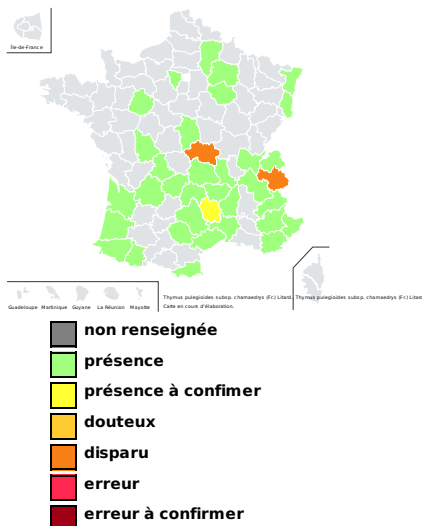 Île-de-France
Guadeloupe Martinique Guyane La Réunion Mayotte
Thymus pulegioides subsp. chamaedrys (Fr.) Litard. Thymus pulegioides subsp. chamaedrys (Fr.) Litard
Carte en cours d'élaboration.
non renseignée
présence
présence à confimer
douteux
disparu
erreur
erreur à confirmer